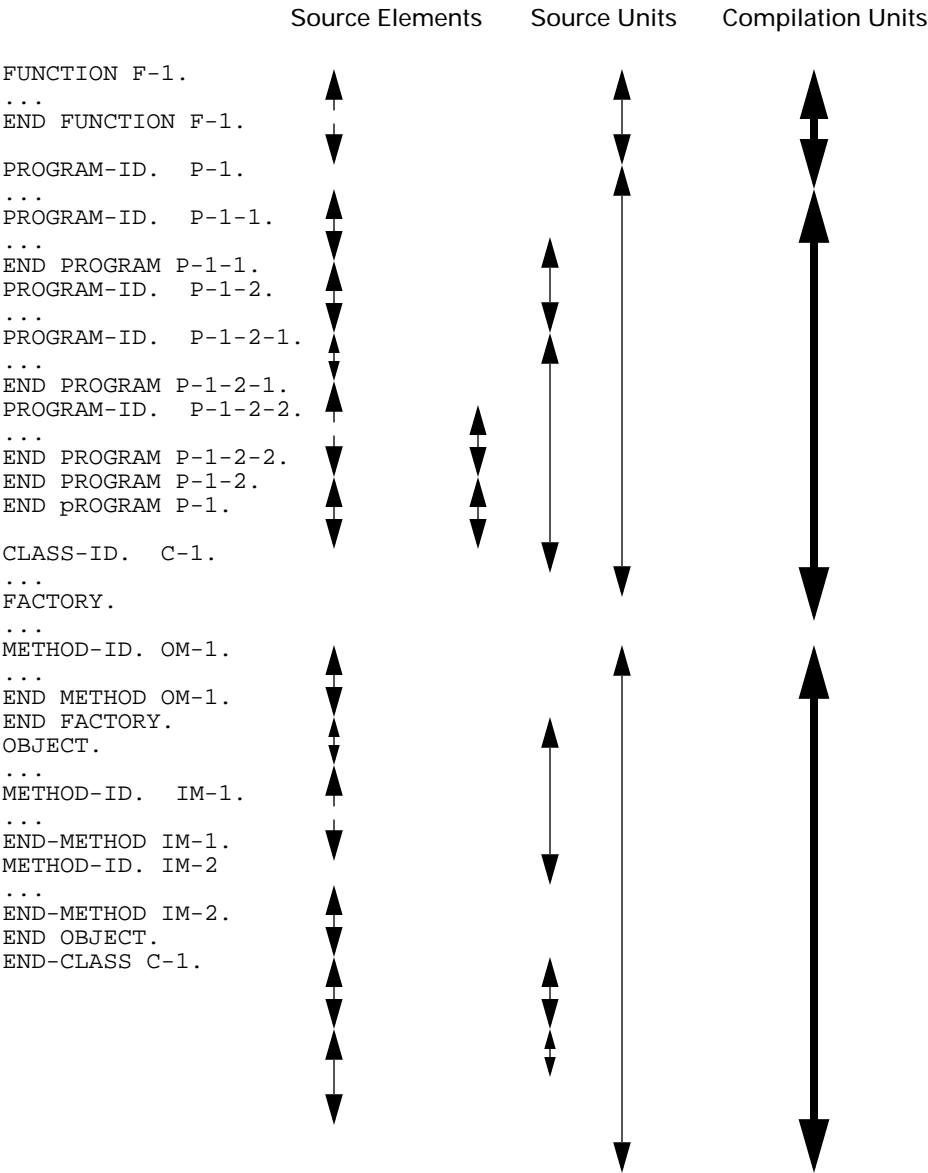 Source Elements Source Units Compilation Units
FUNCTION F-1.
...
END FUNCTION F-1.
PROGRAM-ID.  P-1.
...
PROGRAM-ID.  P-1-1.
...
END PROGRAM P-1-1.
PROGRAM-ID.  P-1-2.
...
PROGRAM-ID.  P-1-2-1.
...
END PROGRAM P-1-2-1.
PROGRAM-ID.  P-1-2-2.
...
END PROGRAM P-1-2-2.
END PROGRAM P-1-2.
END pROGRAM P-1.
CLASS-ID.  C-1.
...
FACTORY.
...
METHOD-ID. OM-1.
...
END METHOD OM-1.
END FACTORY.
OBJECT.
...
METHOD-ID.  IM-1.
...
END-METHOD IM-1.
METHOD-ID. IM-2
...
END-METHOD IM-2.
END OBJECT.
END-CLASS C-1.